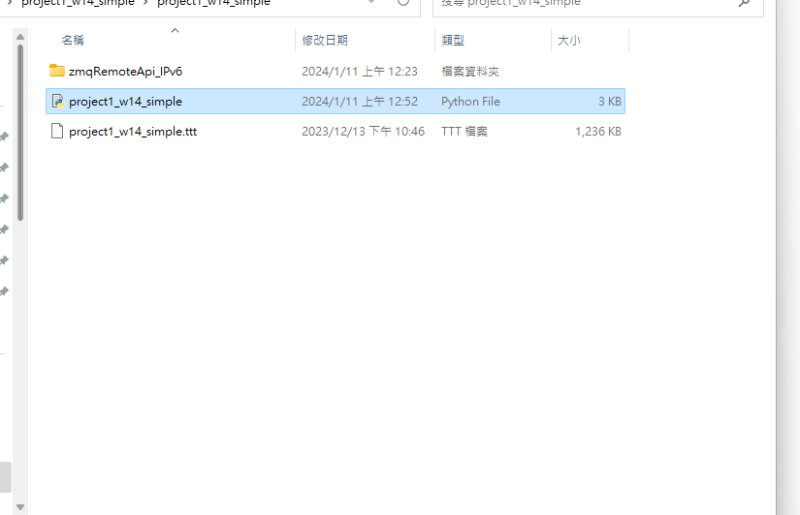 project1_w14_simple > project1_w14_simple
搜尋 project1_w14_simple
名稱 修改日期 類型 大小
zmqRemoteApi_IPv6 2024/1/11 上午 12:23 檔案資料夾
project1_w14_simple 2024/1/11 上午 12:52 Python File 3 KB
project1_w14_simple.ttt 2023/12/13 下午 10:46 TTT 檔案 1,236 KB